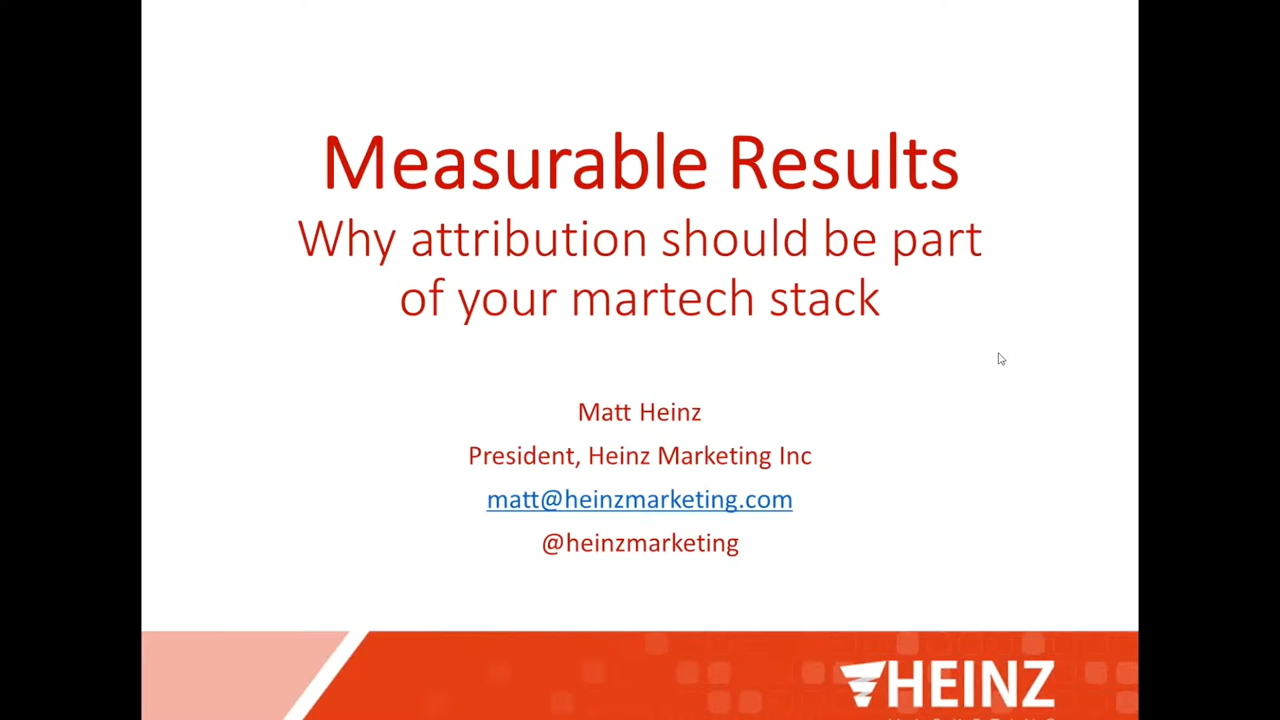 Measurable Results
Why attribution should be part
of your martech stack
Matt Heinz
President, Heinz Marketing Inc
matt@heinzmarketing.com
@heinzmarketing
HEINZ